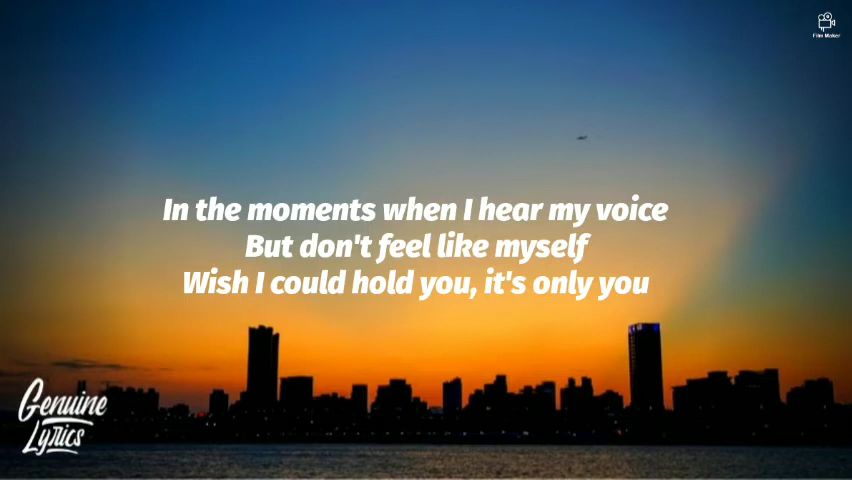 Film Maker
In the moments when I hear my voice
But don't feel like myself
Wish I could hold you, it's only you
Genuine
Lyrics